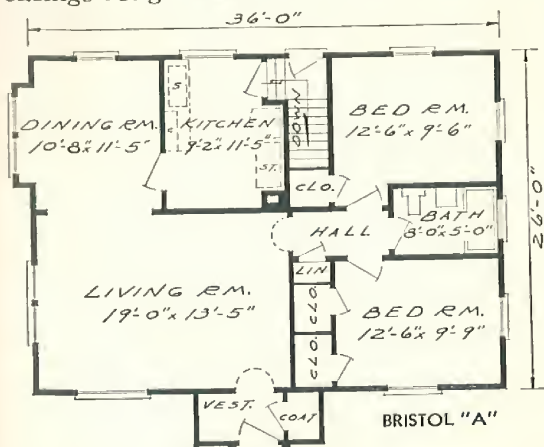 36'-0"
DINING RM.
10'-8" x 11'-5"
S
C
KITCHEN
9'-2" x 11'-5"
ST.
DOWN
CLO.
BED RM.
12'-6" x 9'-6"
26'-0"
BATH
8'-0" x 5'-0"
HALL
LIN
CLO.
CLO.
LIVING RM.
19'-0" x 13'-5"
BED RM.
12'-6" x 9'-9"
VEST.
COAT
BRISTOL "A"